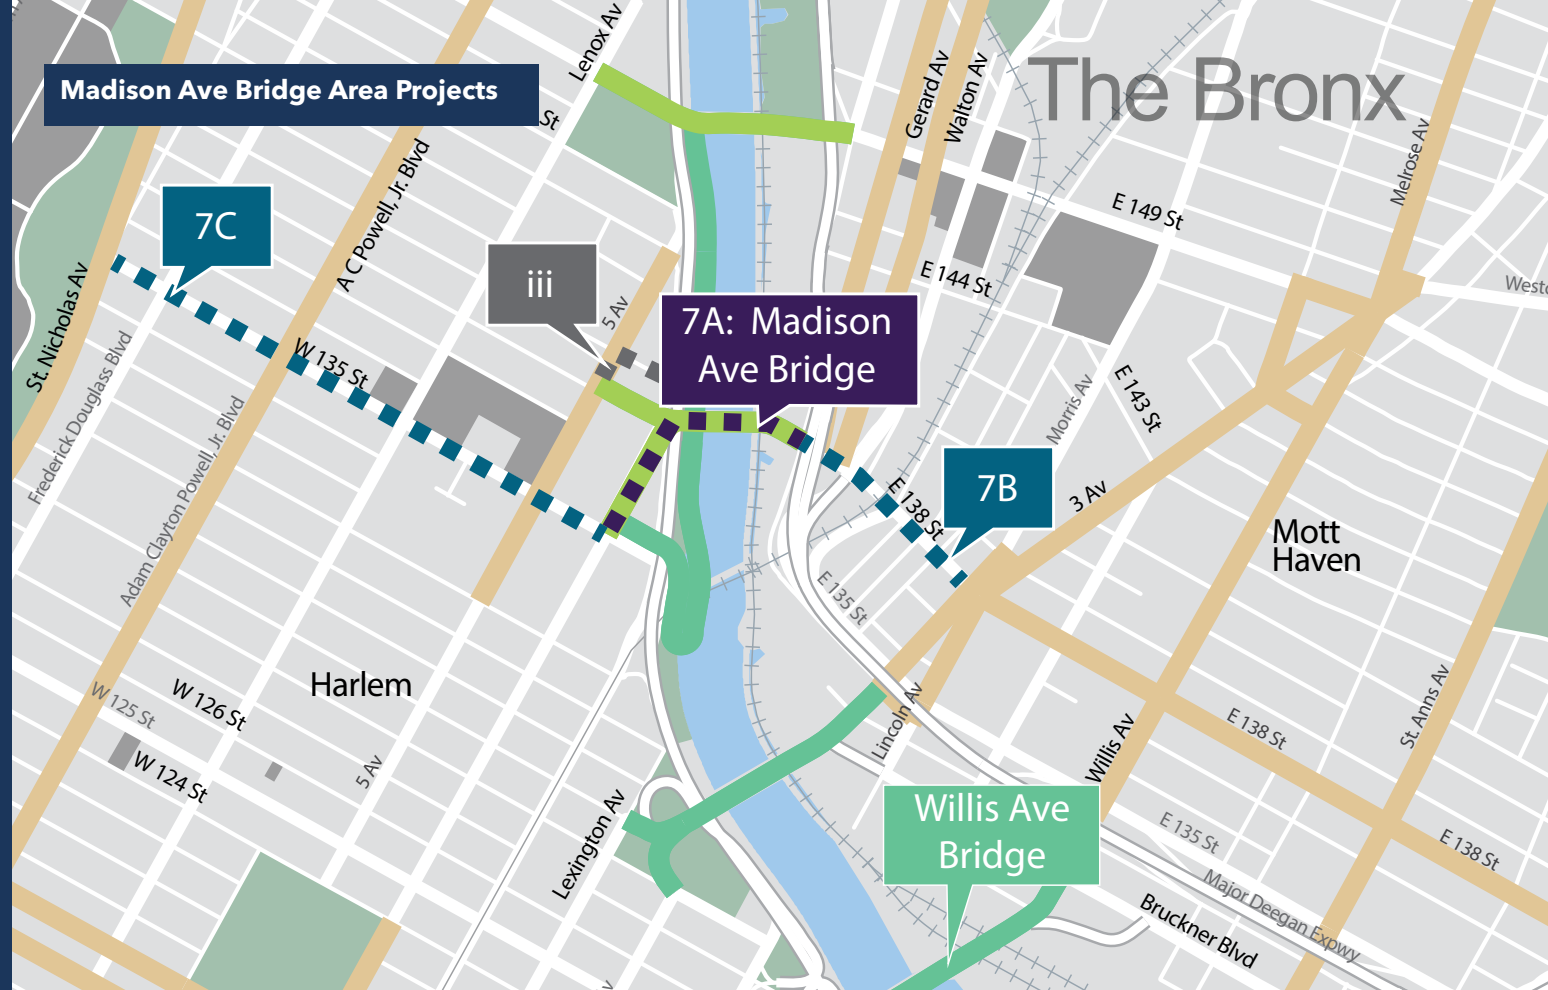 Madison Ave Bridge Area Projects
The Bronx
Lenox Av
St
Gerard Av
Walton Av
Melrose Av
A C Powell, Jr. Blvd
7C
E 149 St
E 144 St
iii
5 Av
St. Nicholas Av
7A: Madison
Ave Bridge
W 135 St
Frederick Douglass Blvd
Adam Clayton Powell, Jr. Blvd
Morris Av
E 143 St
7B
E 138 St
3 Av
Mott
Haven
E 135 St
Harlem
W 125 St
W 126 St
W 124 St
5 Av
Lincoln Av
Willis Av
E 138 St
St. Anns Av
Lexington Av
Willis Ave
Bridge
E 135 St
E 138 St
Major Deegan Expwy
Bruckner Blvd